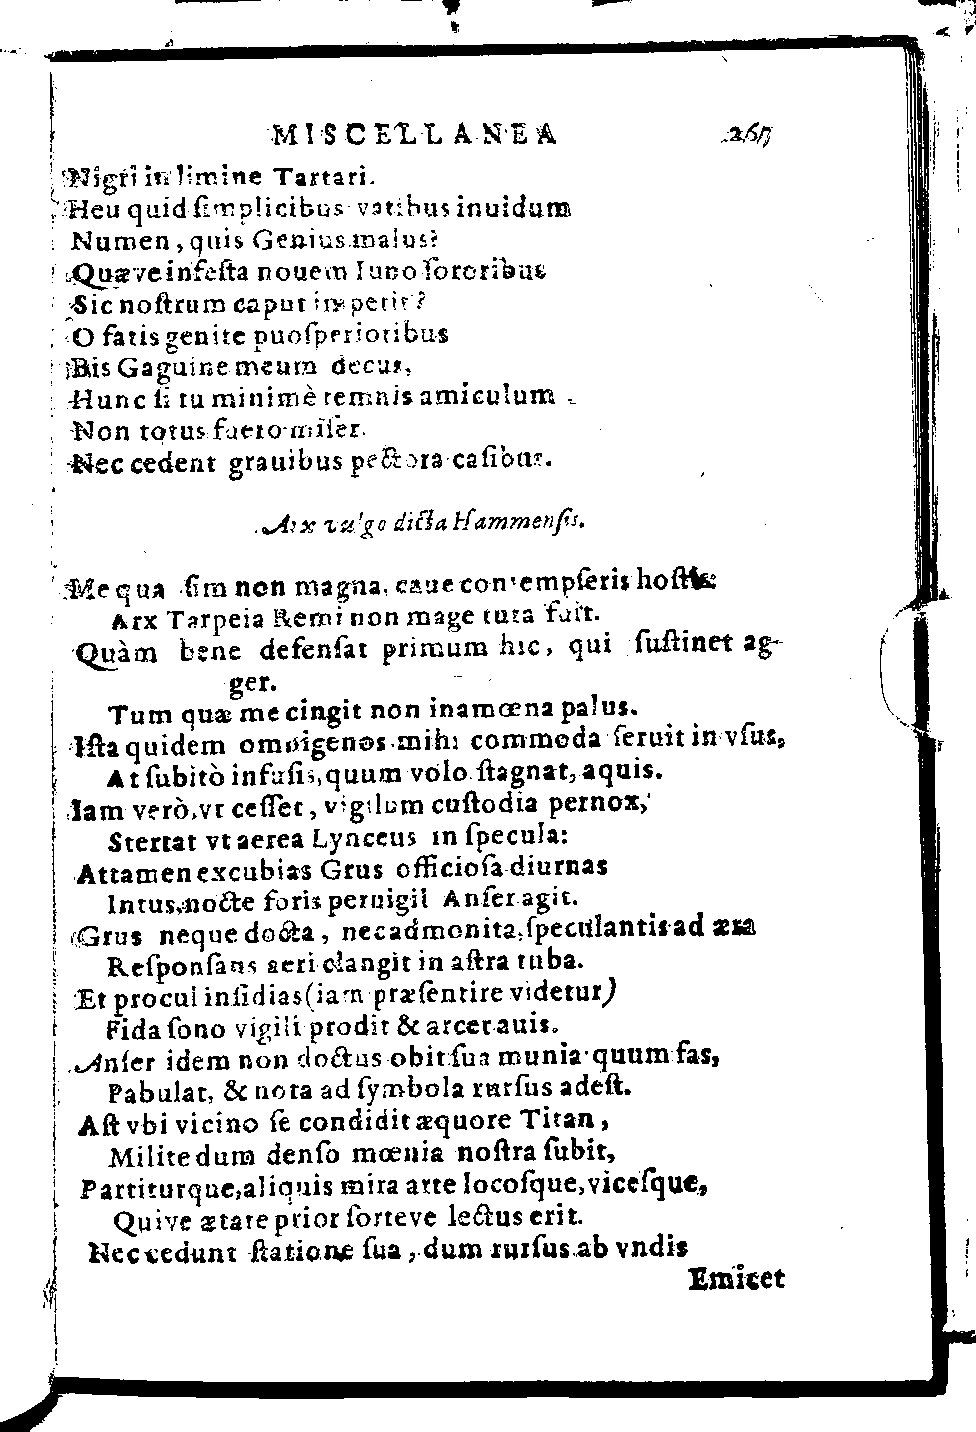 MISCELLANEA 267
Nigri in limine Tartari.
Heu quid ſimplicibus vatibus inuidum
Numen, quis Genius malus?
Quæve infeſta nouem Iuno ſororibus
Sic noſtrum caput impetit?
O fatis genite puoſperioribus
Bis Gaguine meum decus,
Hunc ſi tu minimè temnis amiculum
Non totus fuero miſer.
Nec cedent grauibus pectora caſibus.
Arx vulgo dicta Hammenſis.
Me qua ſim non magna, caue contempſeris hoſtis:
Arx Tarpeia Remi non mage tuta fuit.
Quàm bene defenſat primum hic, qui ſuſtinet ag-
ger.
Tum quæ me cingit non inamœna palus.
Iſta quidem omnigenos mihi commoda ſeruit in vſus,
At ſubitò infuſis, quum volo ſtagnat, aquis.
Iam verò, vt ceſſet, vigilum cuſtodia pernox,
Stertat vt aerea Lynceus in ſpecula:
Attamen excubias Grus officioſa diurnas
Intus, nocte foris peruigil Anſer agit.
Grus neque docta, nec admonita, ſpeculantis ad æra
Reſponſans aeri clangit in aſtra tuba.
Et procul inſidias (iam præſentire videtur)
Fida ſono vigili prodit & arcet auis.
Anſer idem non doctus obit ſua munia quum fas,
Pabulat, & nota ad ſymbola rurſus adeſt.
Aſt vbi vicino ſe condidit æquore Titan,
Milite dum denſo mœnia noſtra ſubit,
Partiturque, aliquis mira arte locoſque, viceſque,
Quive ætate prior ſorteve lectus erit.
Nec cedunt ſtatione ſua, dum rurſus ab vndis
Emicet